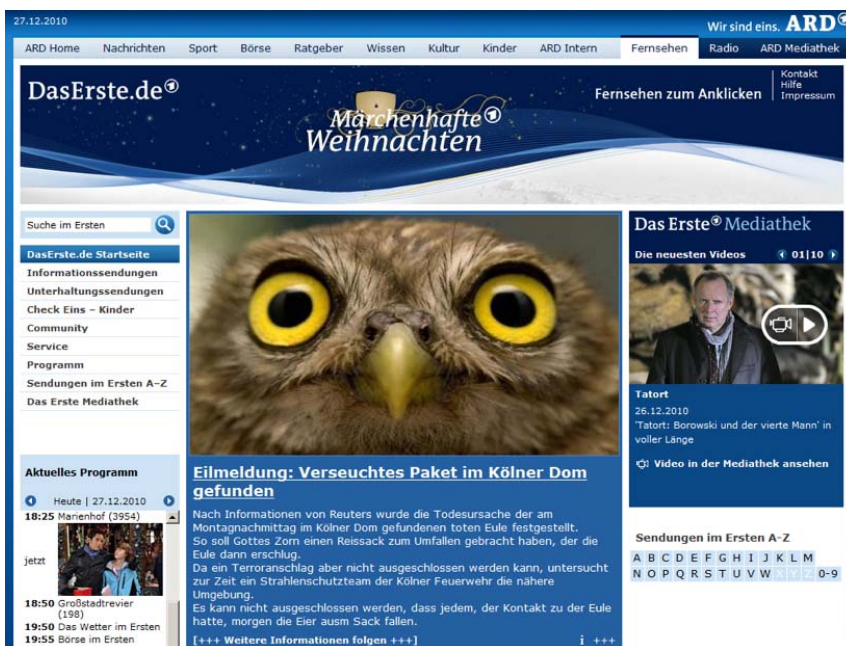 27.12.2010
Wir sind eins. ARD
ARD Home Nachrichten Sport Börse Ratgeber Wissen Kultur Kinder ARD Intern Fernsehen Radio ARD Mediathek
DasErste.de
Märchenhafte
Weihnachten
Fernsehen zum Anklicken
Kontakt
Hilfe
Impressum
Suche im Ersten
DasErste.de Startseite
Informationssendungen
Unterhaltungssendungen
Check Eins – Kinder
Community
Service
Programm
Sendungen im Ersten A–Z
Das Erste Mediathek
Aktuelles Programm
Heute | 27.12.2010
18:25 Marienhof (3954)
jetzt
18:50 Großstadtrevier
(198)
19:50 Das Wetter im Ersten
19:55 Börse im Ersten
Eilmeldung: Verseuchtes Paket im Kölner Dom
gefunden
Nach Informationen von Reuters wurde die Todesursache der am
Montagnachmittag im Kölner Dom gefundenen toten Eule festgestellt.
So soll Gottes Zorn einen Reissack zum Umfallen gebracht haben, der die
Eule dann erschlug.
Da ein Terroranschlag aber nicht ausgeschlossen werden kann, untersucht
zur Zeit ein Strahlenschutzteam der Kölner Feuerwehr die nähere
Umgebung.
Es kann nicht ausgeschlossen werden, dass jedem, der Kontakt zu der Eule
hatte, morgen die Eier ausm Sack fallen.
[+++ Weitere Informationen folgen +++] i +++
Das Erste Mediathek
Die neuesten Videos 01|10
Tatort
26.12.2010
'Tatort: Borowski und der vierte Mann' in
voller Länge
Video in der Mediathek ansehen
Sendungen im Ersten A-Z
A B C D E F G H I J K L M
N O P Q R S T U V W X Y Z 0-9